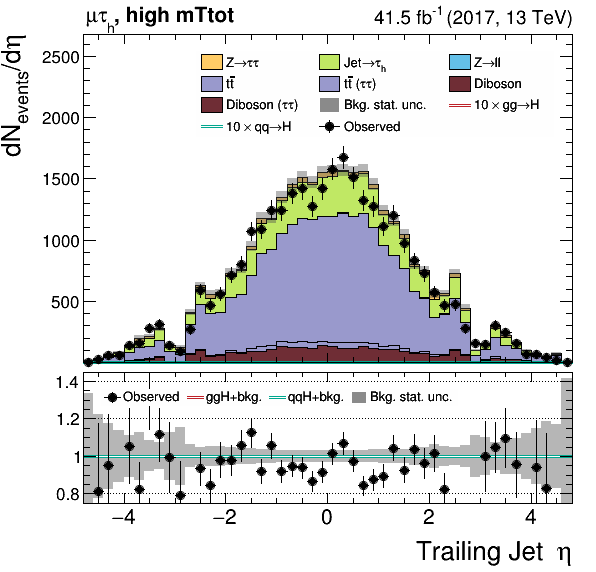 μτh, high mTtot 41.5 fb-1 (2017, 13 TeV)
dNevents/dη
2500
2000
1500
1000
500
Z→ττ Jet→τh Z→ll
tt̄ tt̄ (ττ) Diboson
Diboson (ττ) Bkg. stat. unc. 10 × gg→H
10 × qq→H Observed
1.4
1.2
1
0.8
Observed ggH+bkg. qqH+bkg. Bkg. stat. unc.
−4 −2 0 2 4
Trailing Jet η